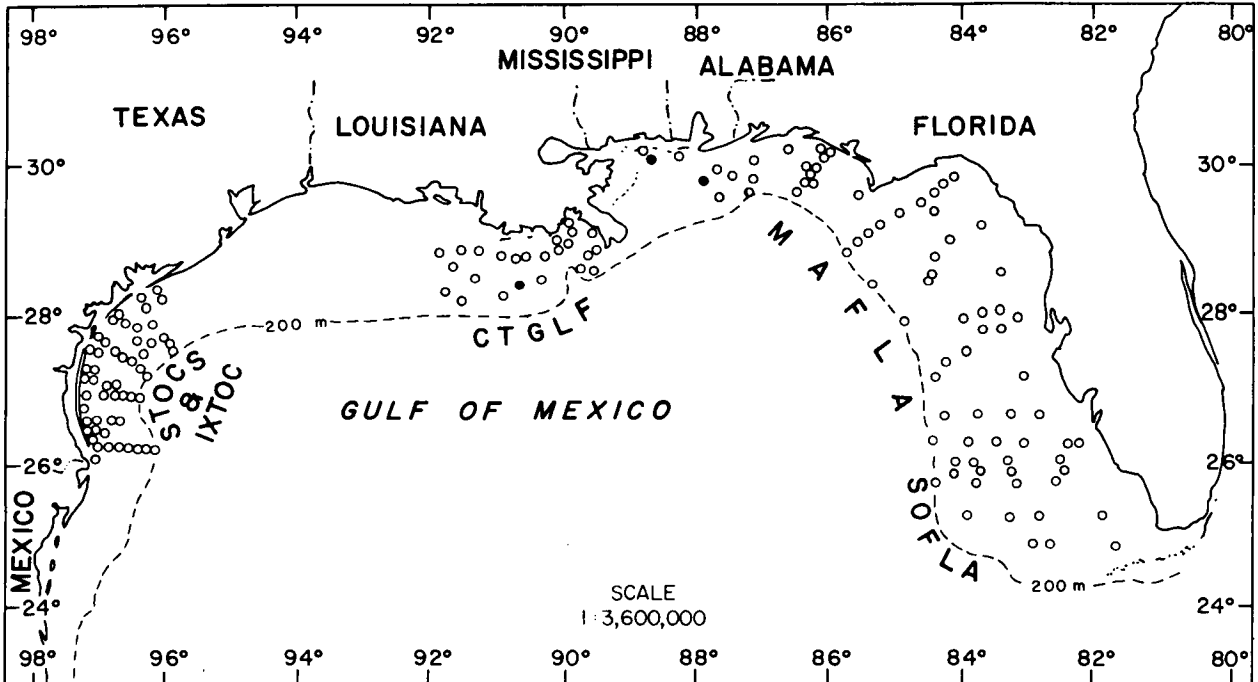 98° 96° 94° 92° 90° 88° 86° 84° 82° 80°
MISSISSIPPI
ALABAMA
TEXAS
LOUISIANA
FLORIDA
30° 30°
28° 28°
26° 26°
24° 24°
200 m
CTGLF
MAFLA
STOCS
&
IXTOC
GULF OF MEXICO
SOFLA
MEXICO
200 m
SCALE
1:3,600,000
98° 96° 94° 92° 90° 88° 86° 84° 82° 80°